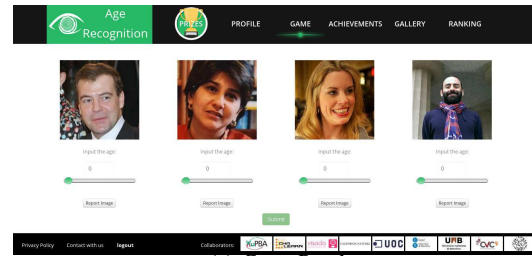 Age
Recognition
PRIZES
PROFILE
GAME
ACHIEVEMENTS
GALLERY
RANKING
Input the age:
Input the age:
Input the age:
Input the age:
0
0
0
0
Report Image
Report Image
Report Image
Report Image
Submit
Privacy Policy
Contact with us
logout
Collaborators:
HuPBA
UOC
UAB
CVC